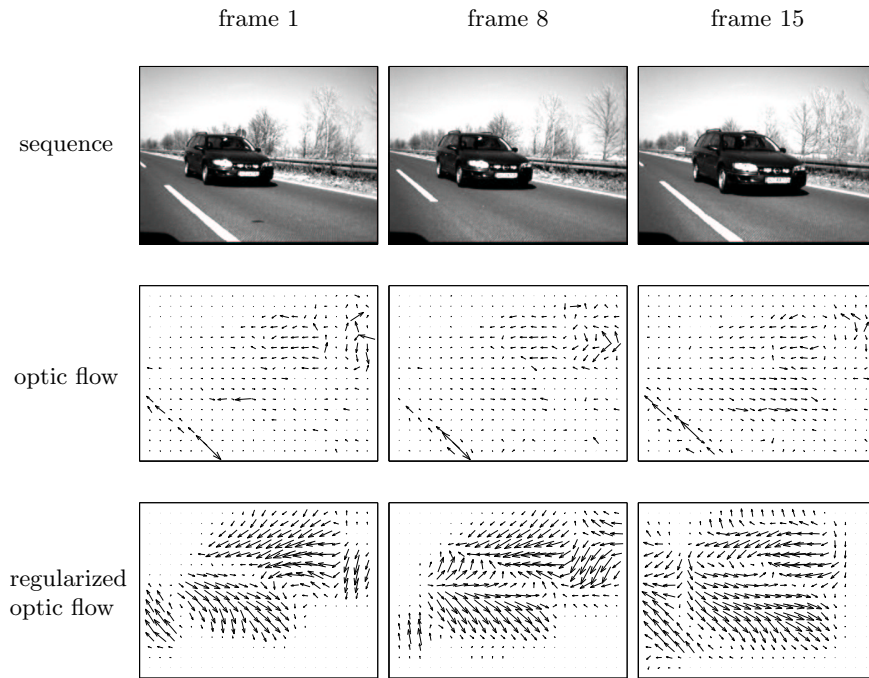 frame 1 frame 8 frame 15
sequence
optic flow
regularized
optic flow